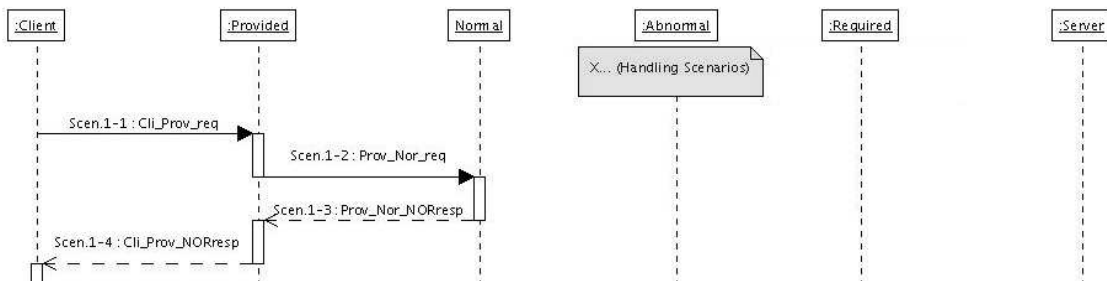 :Client
:Provided
Normal
:Abnormal
:Required
:Server
X... (Handling Scenarios)
Scen.1-1 : Cli_Prov_req
Scen.1-2 : Prov_Nor_req
Scen.1-3 : Prov_Nor_NORresp
Scen.1-4 : Cli_Prov_NORresp